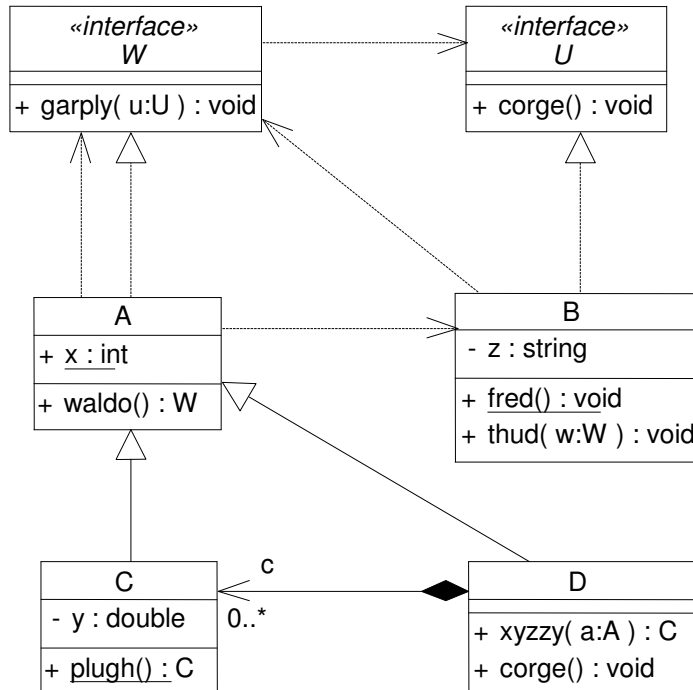 «interface»
W
+ garply( u:U ) : void
«interface»
U
+ corge() : void
A
+ x : int
+ waldo() : W
B
- z : string
+ fred() : void
+ thud( w:W ) : void
C
- y : double
+ plugh() : C
c
0..*
D
+ xyzzy( a:A ) : C
+ corge() : void